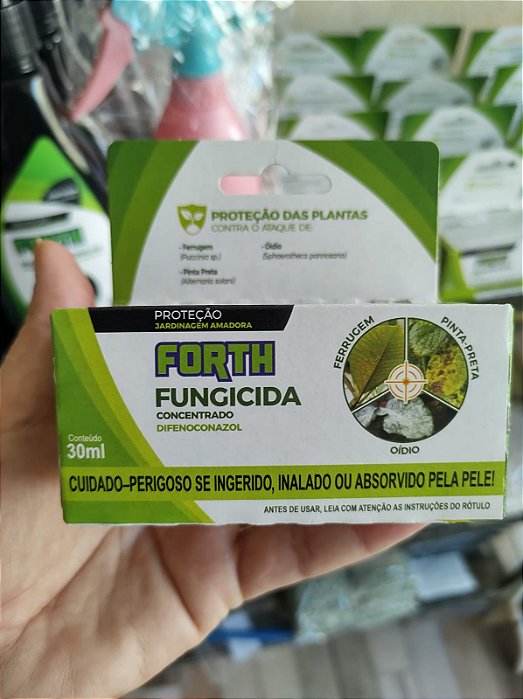 PROTEÇÃO DAS PLANTAS
CONTRA O ATAQUE DE:
• Ferrugem
(Puccinia sp.)
• Oídio
(Sphaerotheca pannosana)
• Pinta Preta
(Alternaria solani)
FORTH
PROTEÇÃO
JARDINAGEM AMADORA
FORTH
FUNGICIDA
CONCENTRADO
DIFENOCONAZOL
FERRUGEM
PINTA-PRETA
OÍDIO
Conteúdo
30ml
CUIDADO–PERIGOSO SE INGERIDO, INALADO OU ABSORVIDO PELA PELE!
ANTES DE USAR, LEIA COM ATENÇÃO AS INSTRUÇÕES DO RÓTULO